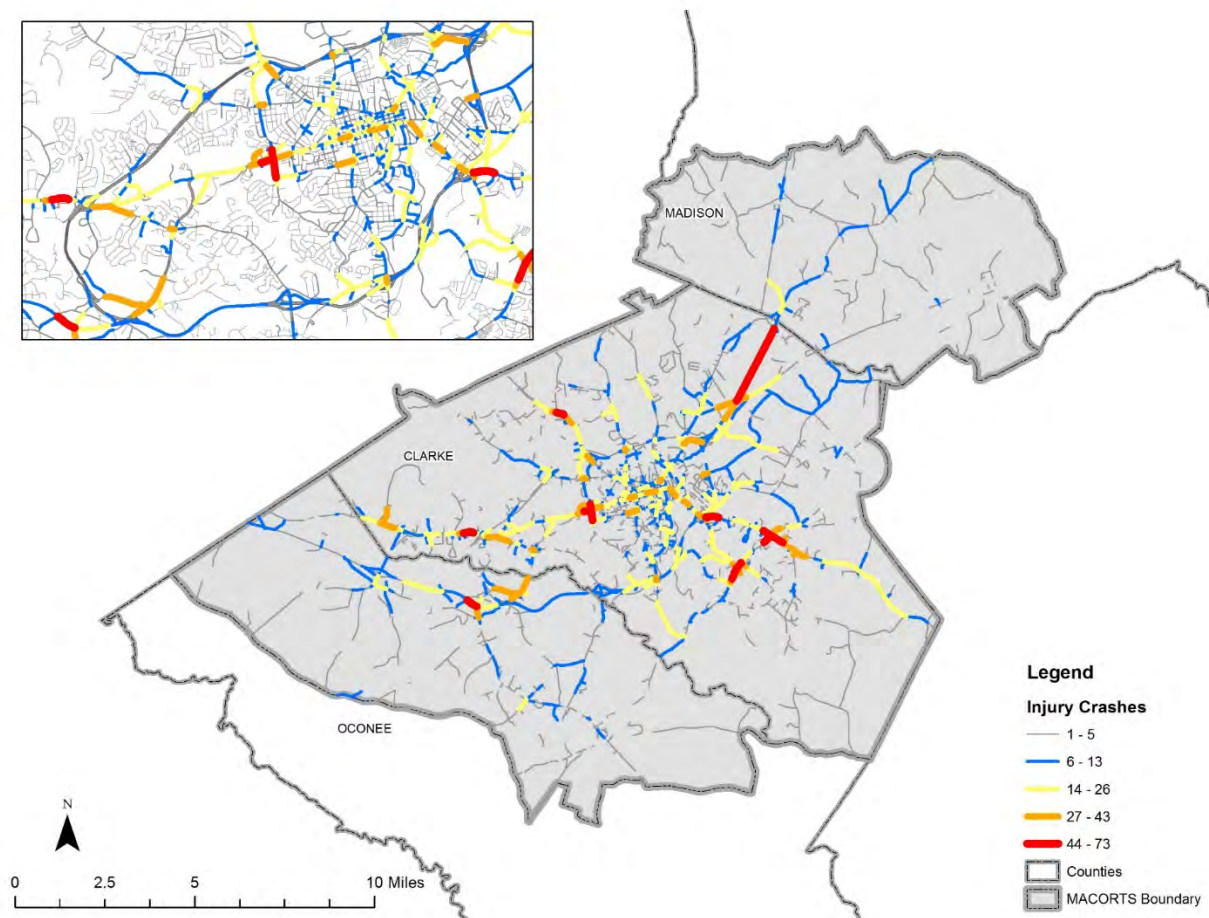 MADISON
CLARKE
OCONEE
Legend
Injury Crashes
1 - 5
6 - 13
14 - 26
27 - 43
44 - 73
Counties
MACORTS Boundary
N
0 2.5 5 10 Miles